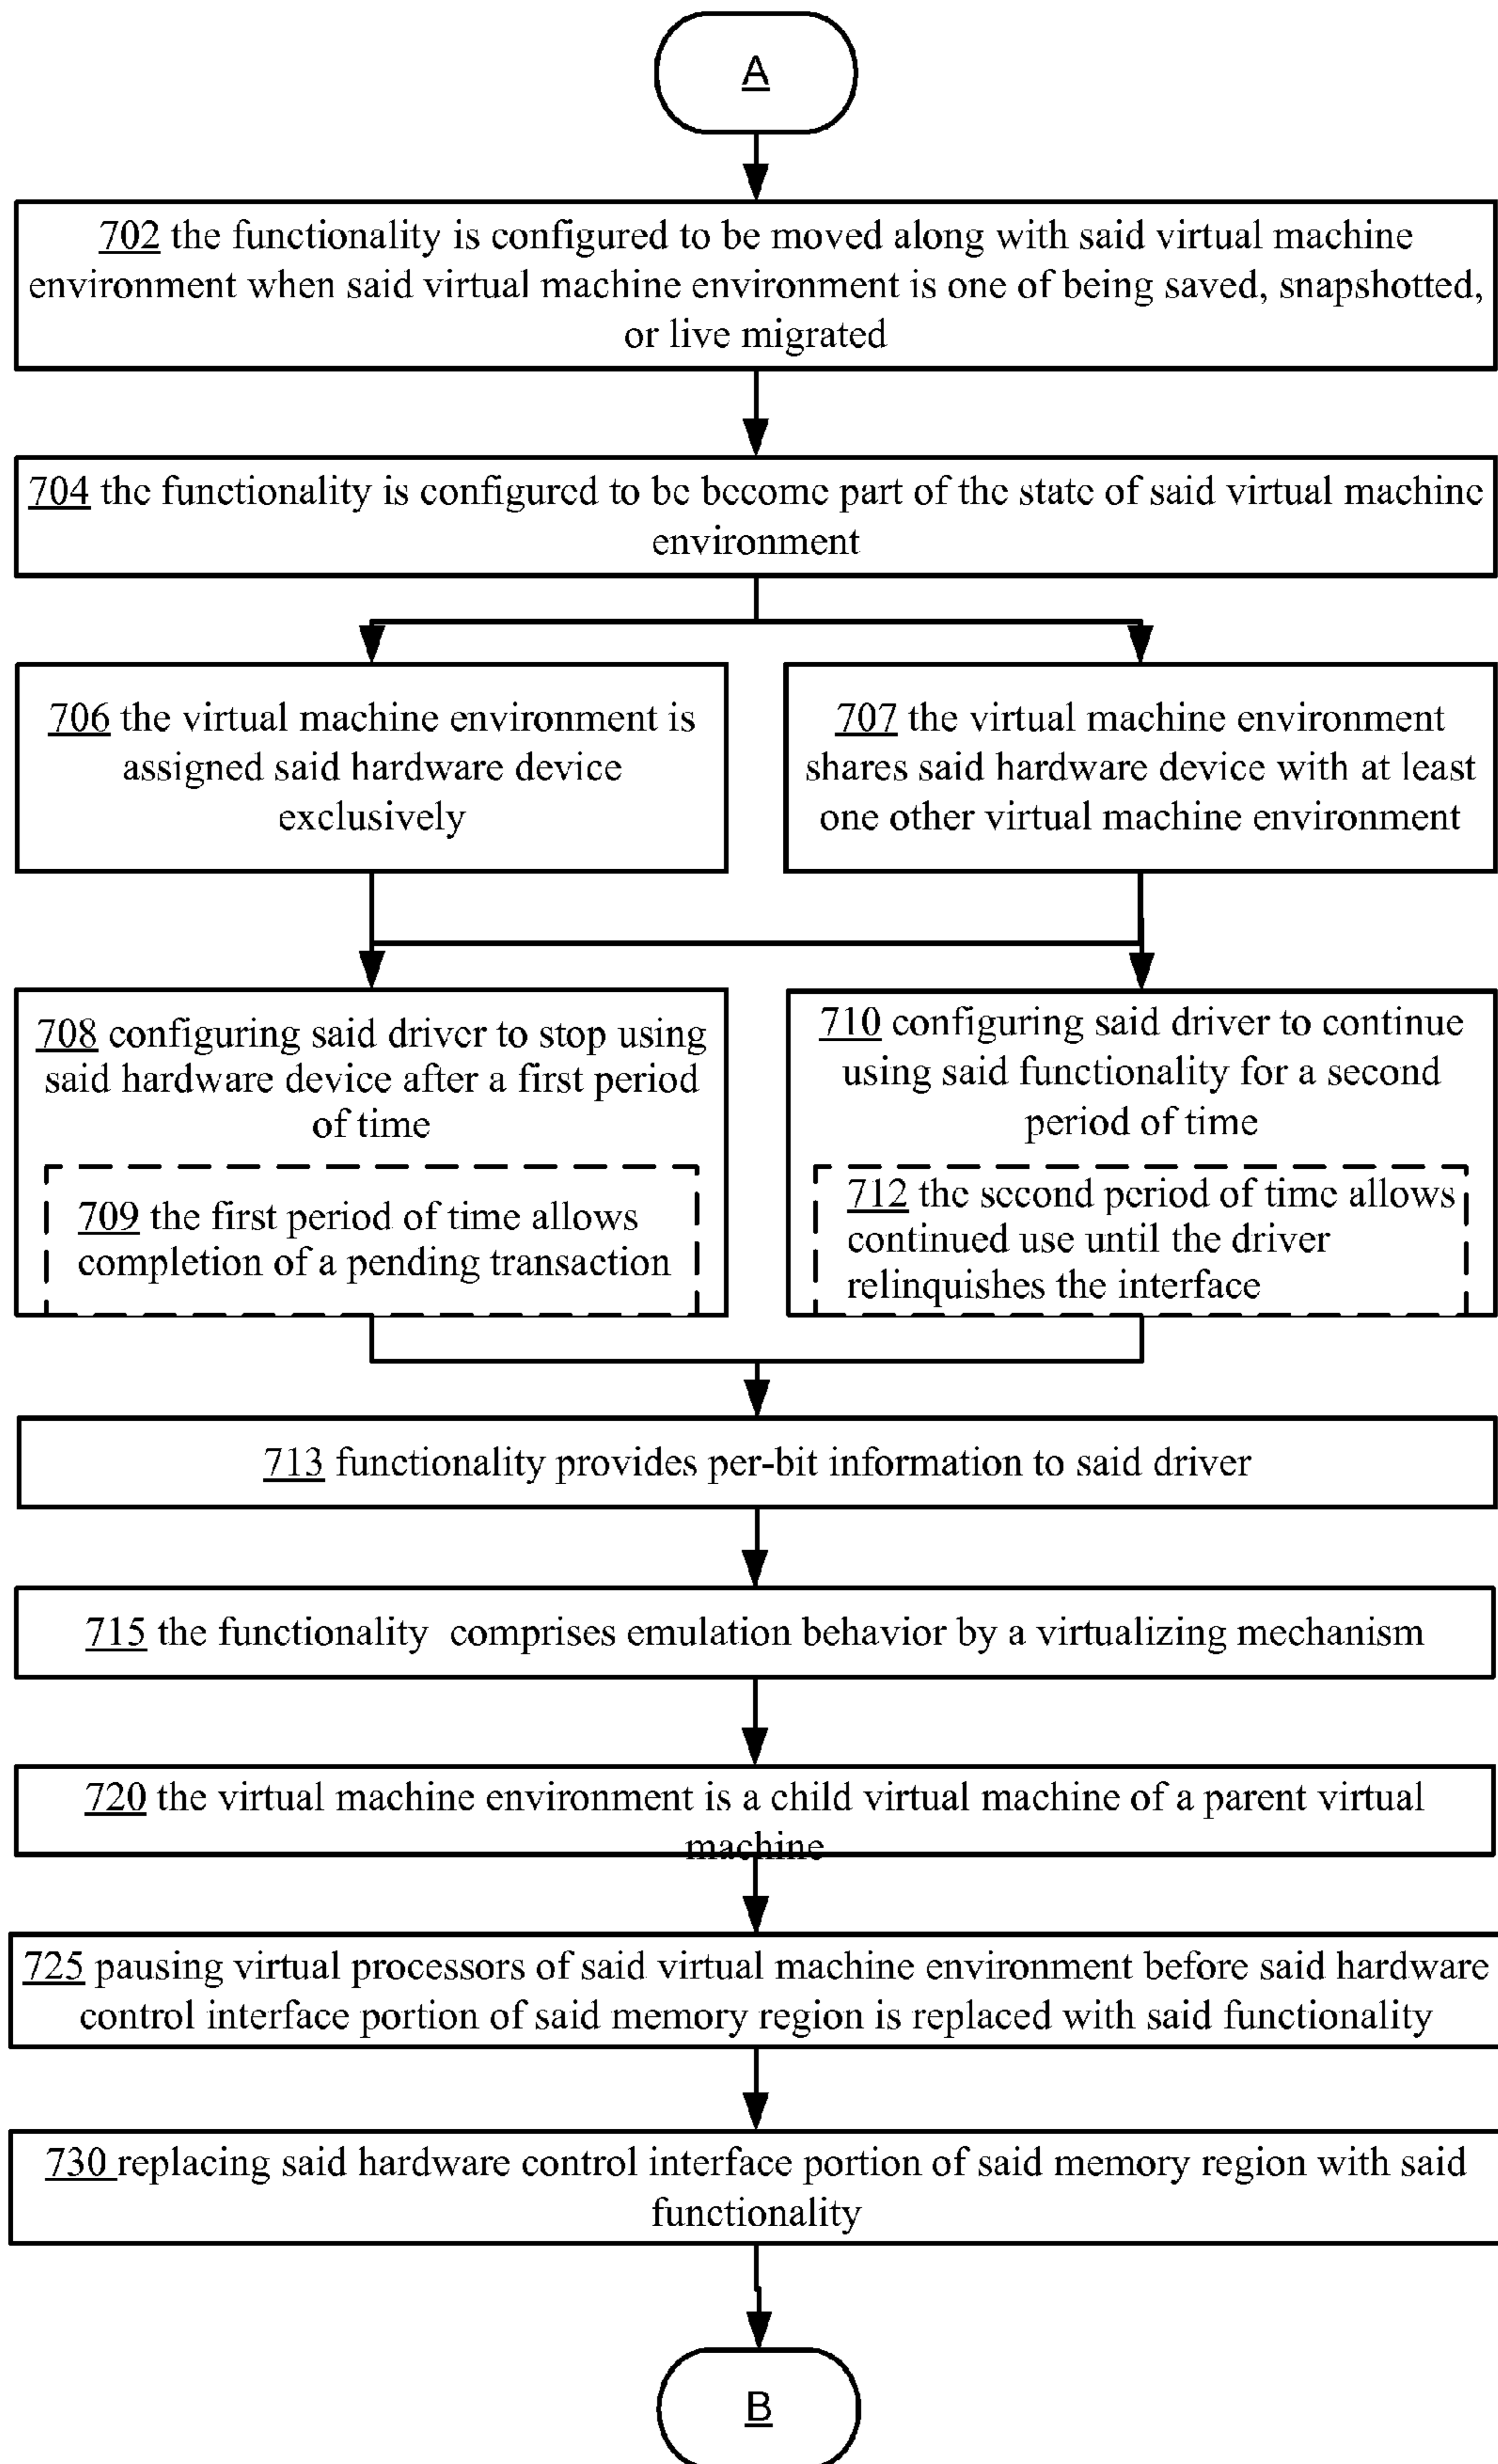 A
702 the functionality is configured to be moved along with said virtual machine
environment when said virtual machine environment is one of being saved, snapshotted,
or live migrated
704 the functionality is configured to be become part of the state of said virtual machine
environment
706 the virtual machine environment is
assigned said hardware device
exclusively
707 the virtual machine environment
shares said hardware device with at least
one other virtual machine environment
708 configuring said driver to stop using
said hardware device after a first period
of time
709 the first period of time allows
completion of a pending transaction
710 configuring said driver to continue
using said functionality for a second
period of time
712 the second period of time allows
continued use until the driver
relinquishes the interface
713 functionality provides per-bit information to said driver
715 the functionality comprises emulation behavior by a virtualizing mechanism
720 the virtual machine environment is a child virtual machine of a parent virtual
machine
725 pausing virtual processors of said virtual machine environment before said hardware
control interface portion of said memory region is replaced with said functionality
730 replacing said hardware control interface portion of said memory region with said
functionality
B